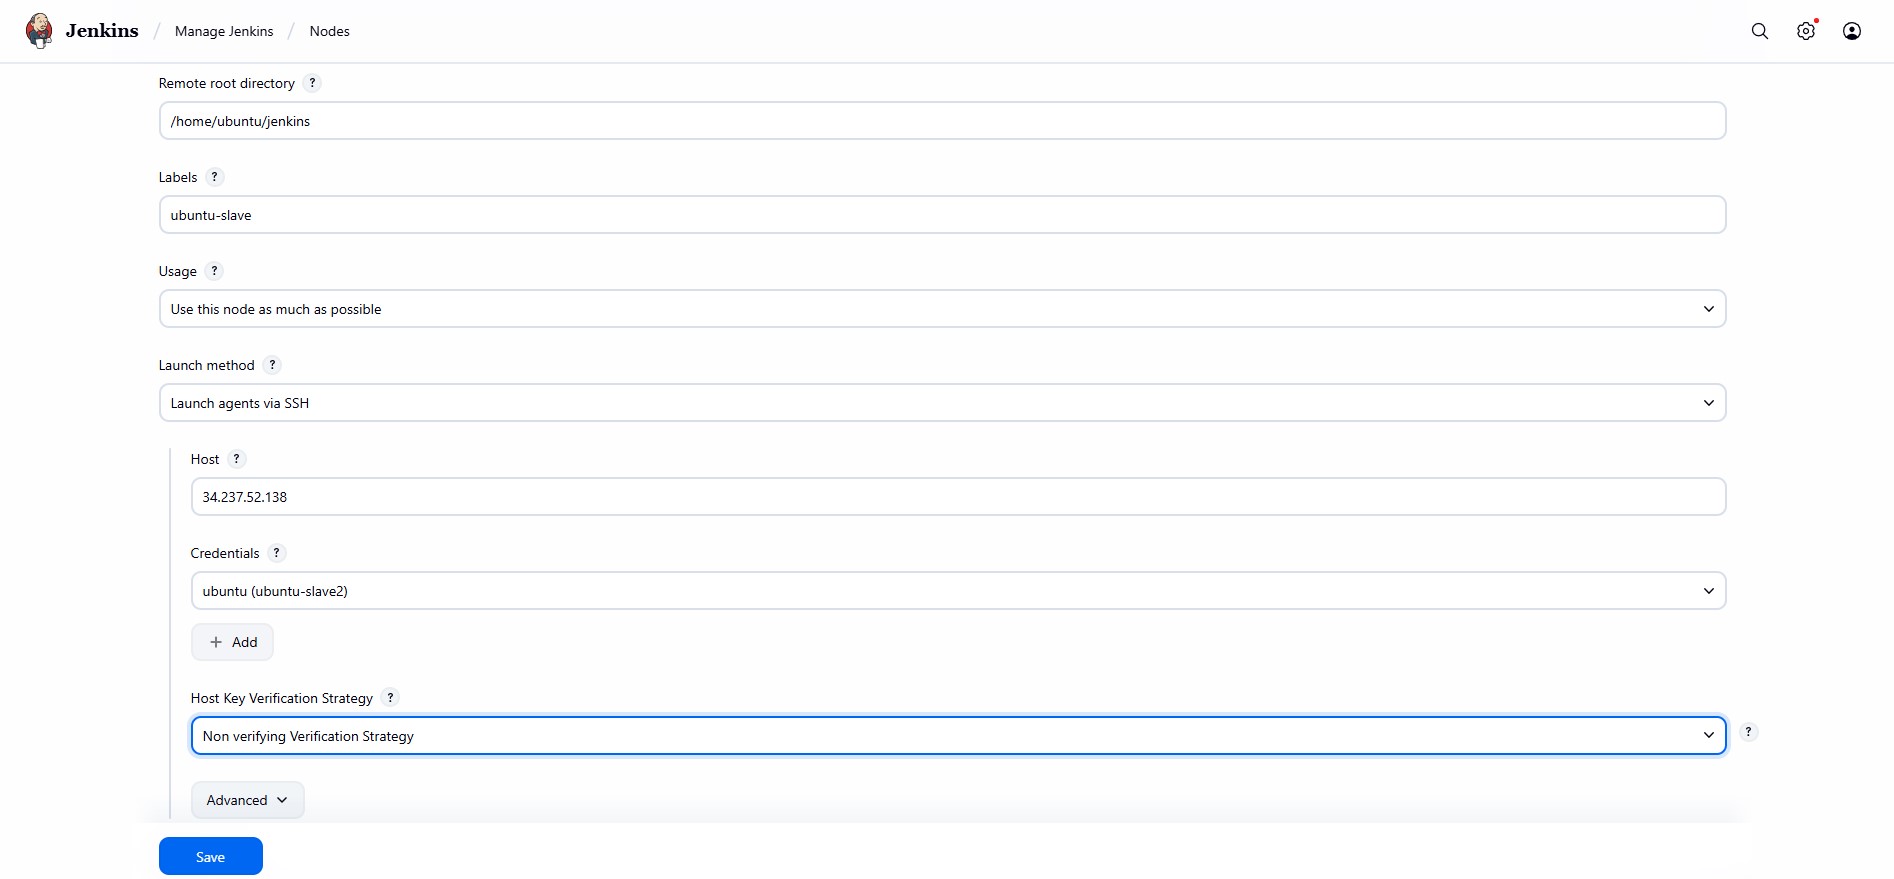 Jenkins / Manage Jenkins / Nodes
Remote root directory ?
/home/ubuntu/jenkins
Labels ?
ubuntu-slave
Usage ?
Use this node as much as possible
Launch method ?
Launch agents via SSH
Host ?
34.237.52.138
Credentials ?
ubuntu (ubuntu-slave2)
+ Add
Host Key Verification Strategy ?
Non verifying Verification Strategy
?
Advanced
Save